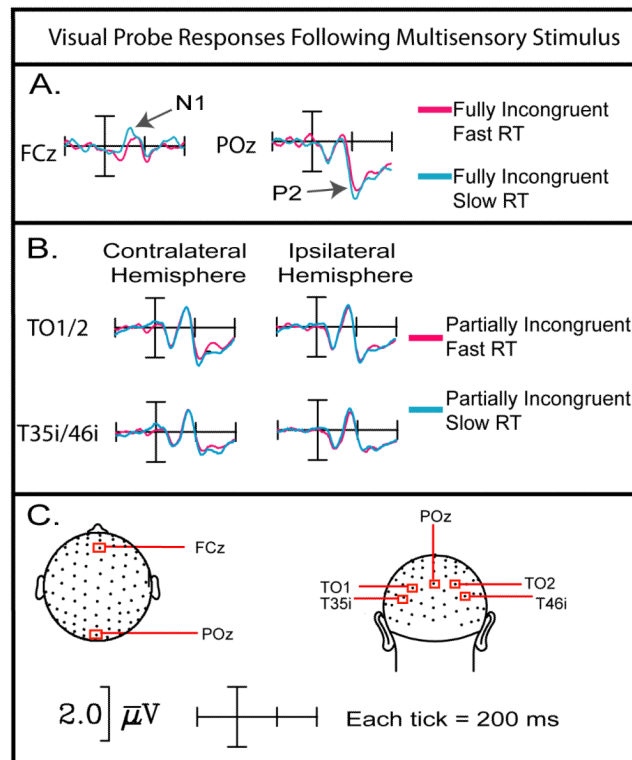 Visual Probe Responses Following Multisensory Stimulus
A.
N1
FCz
POz
P2
Fully Incongruent
Fast RT
Fully Incongruent
Slow RT
B.
Contralateral
Hemisphere
Ipsilateral
Hemisphere
TO1/2
T35i/46i
Partially Incongruent
Fast RT
Partially Incongruent
Slow RT
C.
FCz
POz
POz
TO1
T35i
TO2
T46i
2.0] μ̅V
Each tick = 200 ms